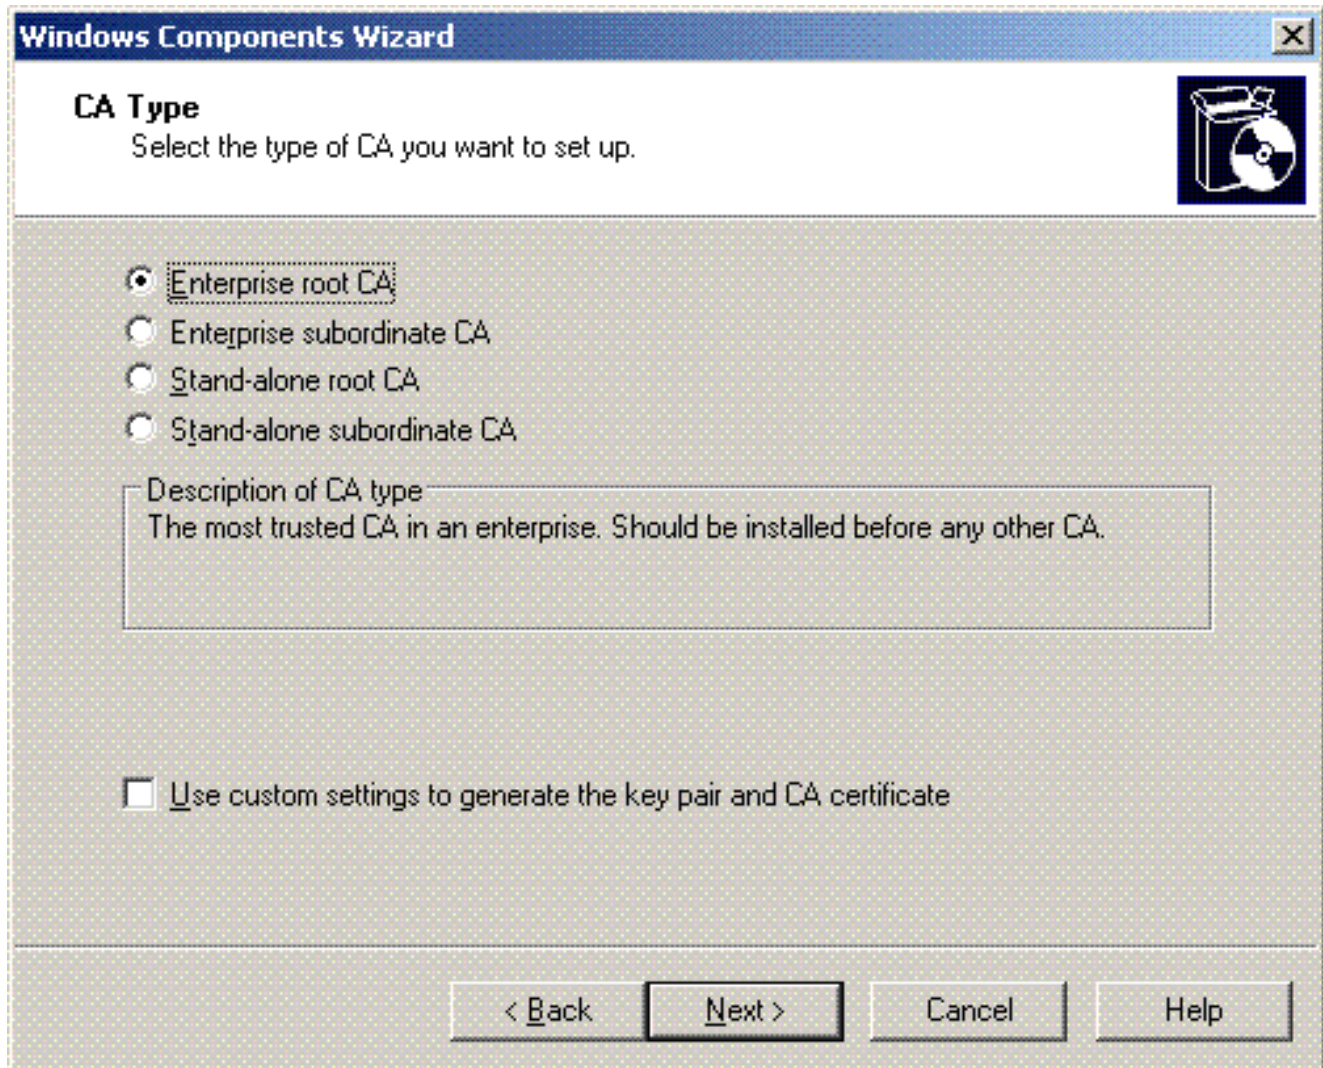 Windows Components Wizard
CA Type
Select the type of CA you want to set up.
Enterprise root CA
Enterprise subordinate CA
Stand-alone root CA
Stand-alone subordinate CA
Description of CA type
The most trusted CA in an enterprise. Should be installed before any other CA.
Use custom settings to generate the key pair and CA certificate
< Back Next > Cancel Help